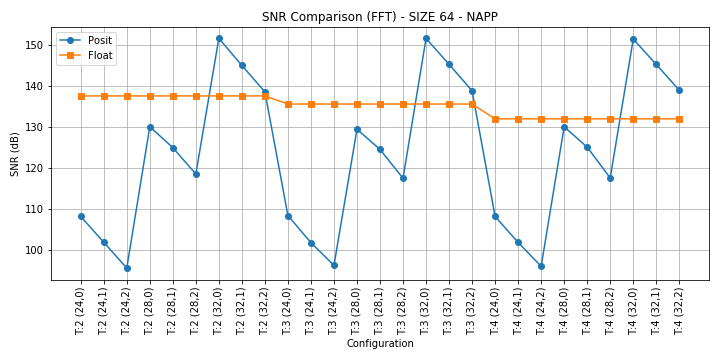 SNR Comparison (FFT) - SIZE 64 - NAPP
Posit
Float
SNR (dB)
150
140
130
120
110
100
T:2 (24,0)
T:2 (24,1)
T:2 (24,2)
T:2 (28,0)
T:2 (28,1)
T:2 (28,2)
T:2 (32,0)
T:2 (32,1)
T:2 (32,2)
T:3 (24,0)
T:3 (24,1)
T:3 (24,2)
T:3 (28,0)
T:3 (28,1)
T:3 (28,2)
T:3 (32,0)
T:3 (32,1)
T:3 (32,2)
T:4 (24,0)
T:4 (24,1)
T:4 (24,2)
T:4 (28,0)
T:4 (28,1)
T:4 (28,2)
T:4 (32,0)
T:4 (32,1)
T:4 (32,2)
Configuration